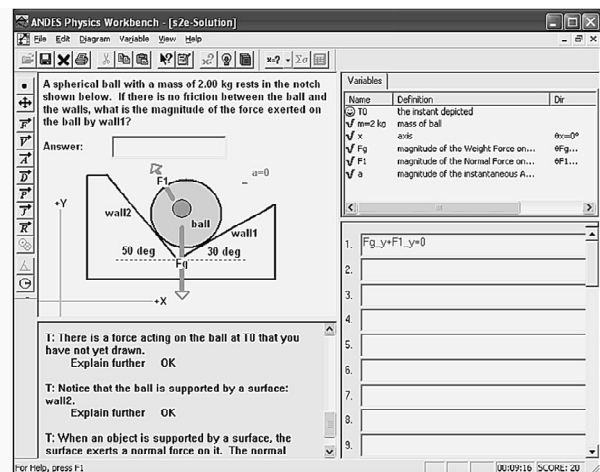 ANDES Physics Workbench - [s2e-Solution]
File Edit Diagram Variable View Help
A spherical ball with a mass of 2.00 kg rests in the notch
shown below. If there is no friction between the ball and
the walls, what is the magnitude of the force exerted on
the ball by wall1?
Answer:
F1
a=0
+Y
wall2
ball
wall1
50 deg
30 deg
Fg
+X
T: There is a force acting on the ball at T0 that you
have not yet drawn.
Explain further OK
T: Notice that the ball is supported by a surface:
wall2.
Explain further OK
T: When an object is supported by a surface, the
surface exerts a normal force on it. The normal
Variables
Name Definition Dir
T0 the instant depicted
m=2 kg mass of ball
x axis θx=0°
Fg magnitude of the Weight Force on... θFg...
F1 magnitude of the Normal Force on... θF1...
a magnitude of the instantaneous A...
1. Fg_y+F1_y=0
2.
3.
4.
5.
6.
7.
8.
9.
For Help, press F1
00:09:16 SCORE: 20